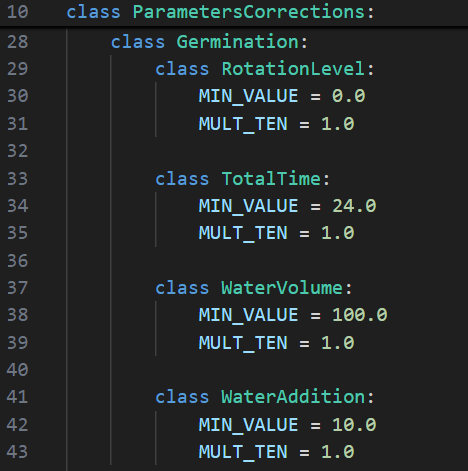 10 class ParametersCorrections:
28 class Germination:
29 class RotationLevel:
30 MIN_VALUE = 0.0
31 MULT_TEN = 1.0
32
33 class TotalTime:
34 MIN_VALUE = 24.0
35 MULT_TEN = 1.0
36
37 class WaterVolume:
38 MIN_VALUE = 100.0
39 MULT_TEN = 1.0
40
41 class WaterAddition:
42 MIN_VALUE = 10.0
43 MULT_TEN = 1.0